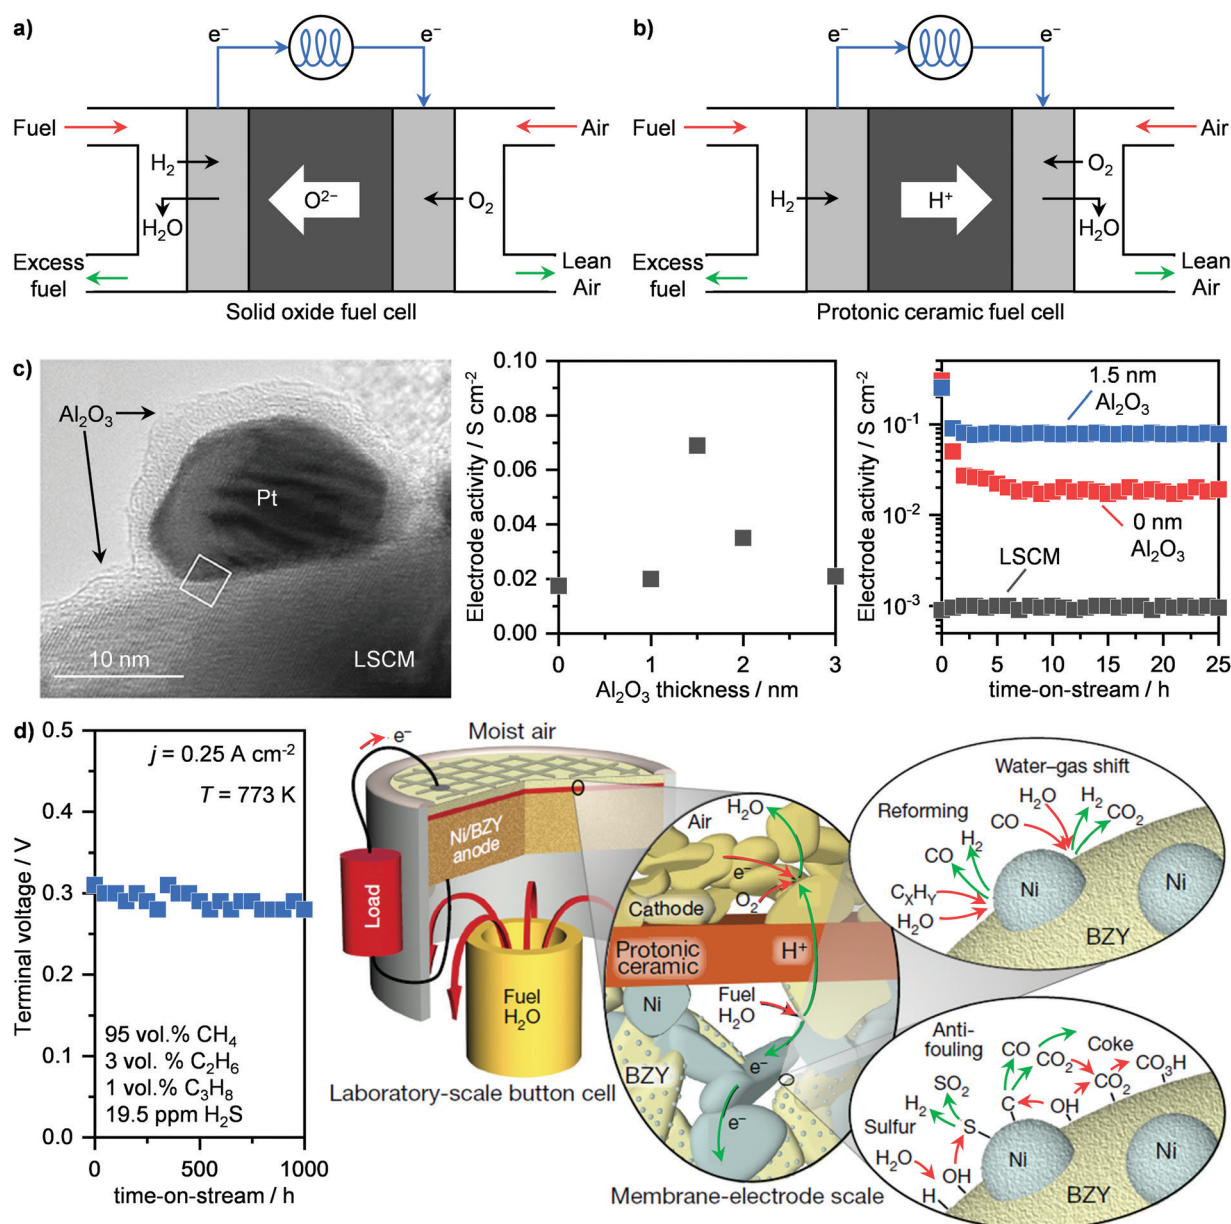 a)
e⁻
e⁻
Fuel
Air
H₂
O²⁻
O₂
H₂O
Excess
fuel
Lean
Air
Solid oxide fuel cell
b)
e⁻
e⁻
Fuel
Air
O₂
H₂
H⁺
H₂O
Excess
fuel
Lean
Air
Protonic ceramic fuel cell
c)
Al₂O₃
Pt
10 nm
LSCM
Electrode activity / S cm⁻²
0.10
0.08
0.06
0.04
0.02
0.00
0
1
2
3
Al₂O₃ thickness / nm
Electrode activity / S cm⁻²
10⁻¹
10⁻²
10⁻³
1.5 nm
Al₂O₃
0 nm
Al₂O₃
LSCM
0
5
10
15
20
25
time-on-stream / h
d)
Terminal voltage / V
0.5
0.4
0.3
0.2
0.1
0.0
j = 0.25 A cm⁻²
T = 773 K
95 vol.% CH₄
3 vol. % C₂H₆
1 vol.% C₃H₈
19.5 ppm H₂S
0
500
1000
time-on-stream / h
Moist air
e⁻
Ni/BZY
anode
Load
Fuel
H₂O
Laboratory-scale button cell
H₂O
Air
e⁻
O₂
Cathode
Protonic
ceramic
H⁺
Ni
Fuel
H₂O
BZY
e⁻
e⁻
Membrane-electrode scale
Water–gas shift
H₂O
H₂
CO₂
CO
Reforming
H₂
CO
CₓHᵧ
H₂O
Ni
Ni
BZY
Anti-
fouling
CO
CO₂
Coke
CO₃H
CO₂
SO₂
H₂
C
OH
Sulfur
S
H₂O
OH
H
Ni
Ni
BZY